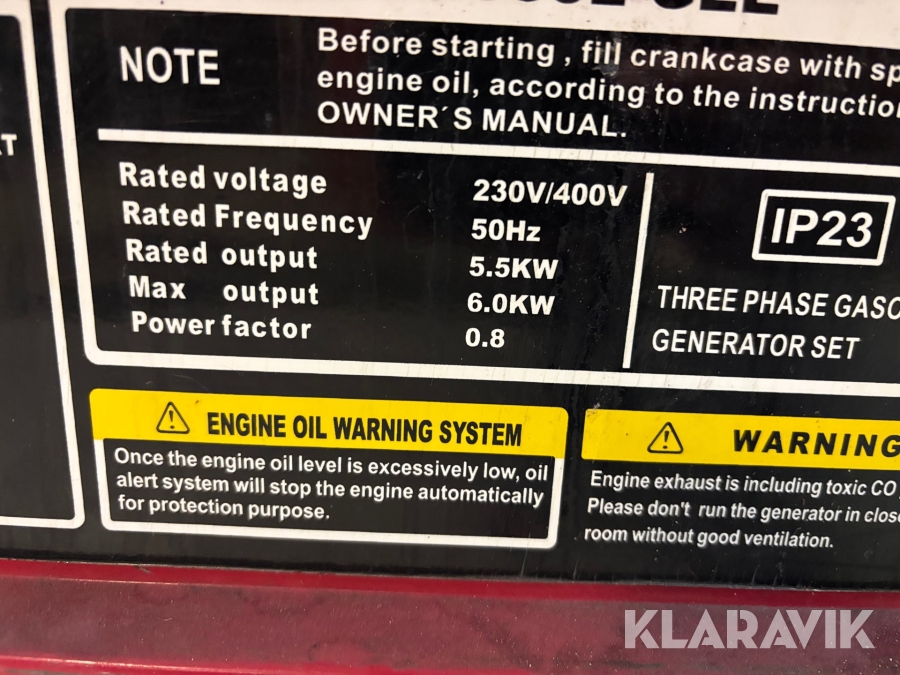 NOTE
Before starting , fill crankcase with
engine oil, according to the
OWNER´S MANUAL.
Rated voltage 230V/400V
Rated Frequency 50Hz
Rated output 5.5KW
Max output 6.0KW
Power factor 0.8
IP23
THREE PHASE
GENERATOR SET
ENGINE OIL WARNING SYSTEM
Once the engine oil level is excessively low, oil
alert system will stop the engine automatically
for protection purpose.
WARNING
Engine exhaust is including toxic CO
Please don't run the generator in
room without good ventilation.
KLARAVIK